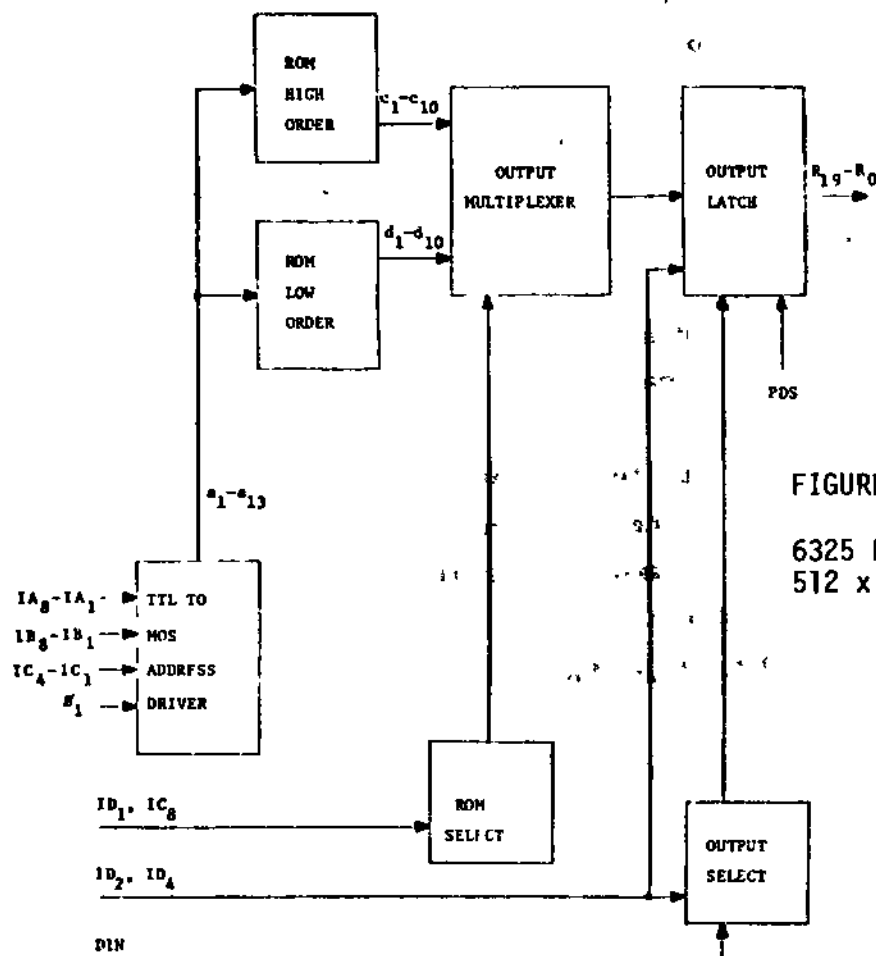 ROM
HIGH
ORDER
c1-c10
OUTPUT
MULTIPLEXER
OUTPUT
LATCH
R19-R0
d1-d10
ROM
LOW
ORDER
PDS
a1-a13
FIGURE
6325
512 x
IA8-IA1-
IB8-IB1
IC4-IC1
Ø1
TTL TO
MOS
ADDRESS
DRIVER
ID1, IC8
ROM
SELECT
ID2, ID4
OUTPUT
SELECT
DIN